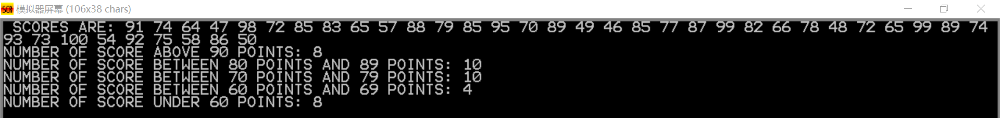 SCR 模拟器屏幕 (106x38 chars)
SCORES ARE: 91 74 64 47 98 72 85 83 65 57 88 79 85 95 70 89 49 46 85 77 87 99 82 66 78 48 72 65 99 89 74
93 73 100 54 92 75 58 86 50
NUMBER OF SCORE ABOVE 90 POINTS: 8
NUMBER OF SCORE BETWEEN 80 POINTS AND 89 POINTS: 10
NUMBER OF SCORE BETWEEN 70 POINTS AND 79 POINTS: 10
NUMBER OF SCORE BETWEEN 60 POINTS AND 69 POINTS: 4
NUMBER OF SCORE UNDER 60 POINTS: 8